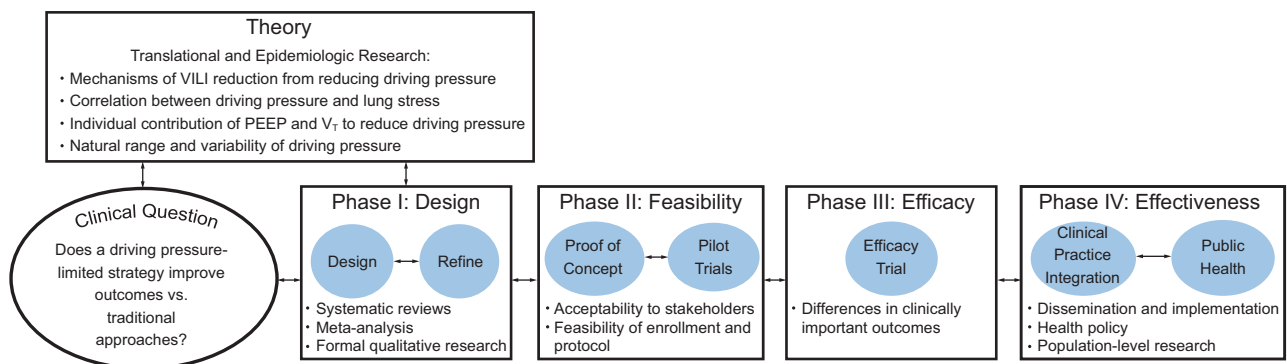 Theory
Translational and Epidemiologic Research:
• Mechanisms of VILI reduction from reducing driving pressure
• Correlation between driving pressure and lung stress
• Individual contribution of PEEP and V_T to reduce driving pressure
• Natural range and variability of driving pressure
Clinical Question
Does a driving pressure-
limited strategy improve
outcomes vs.
traditional
approaches?
Phase I: Design
Design
Refine
• Systematic reviews
• Meta-analysis
• Formal qualitative research
Phase II: Feasibility
Proof of
Concept
Pilot
Trials
• Acceptability to stakeholders
• Feasibility of enrollment and
protocol
Phase III: Efficacy
Efficacy
Trial
• Differences in clinically
important outcomes
Phase IV: Effectiveness
Clinical
Practice
Integration
Public
Health
• Dissemination and implementation
• Health policy
• Population-level research